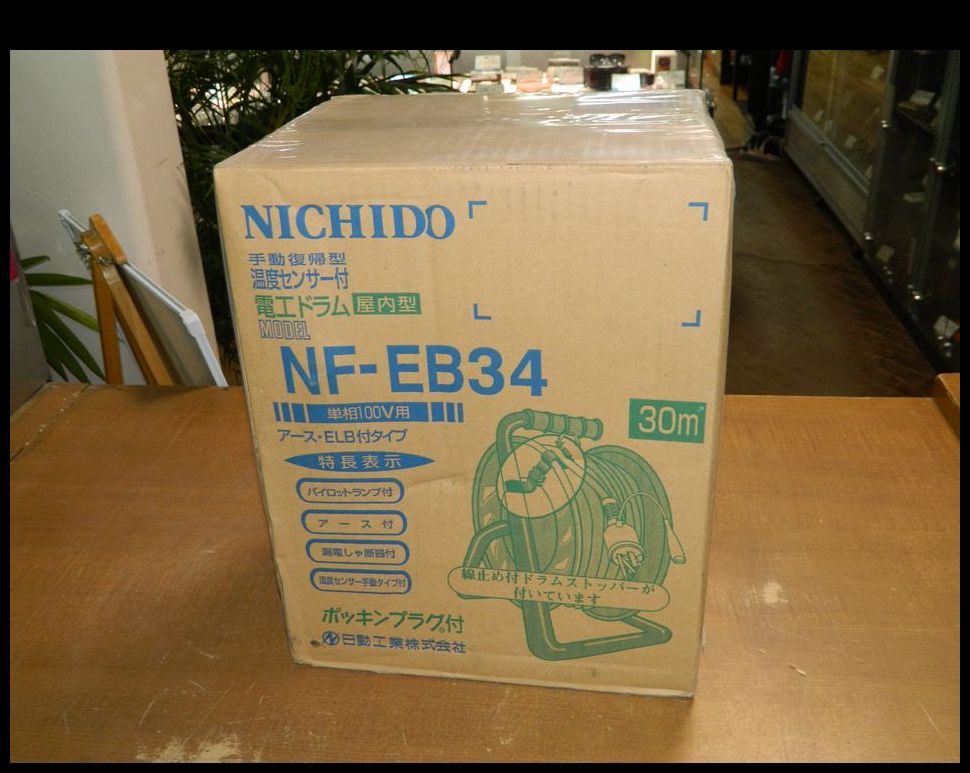 NICHIDO
手動復帰型
温度センサー付
電工ドラム 屋内型
MODEL
NF-EB34
単相100V用
30m
アース・ELB付タイプ
特長表示
パイロットランプ付
アース付
漏電しゃ断器付
温度センサー手動タイプ付
線止め付ドラムストッパーが
付いています
ポッキンプラグ®付
日動工業株式会社